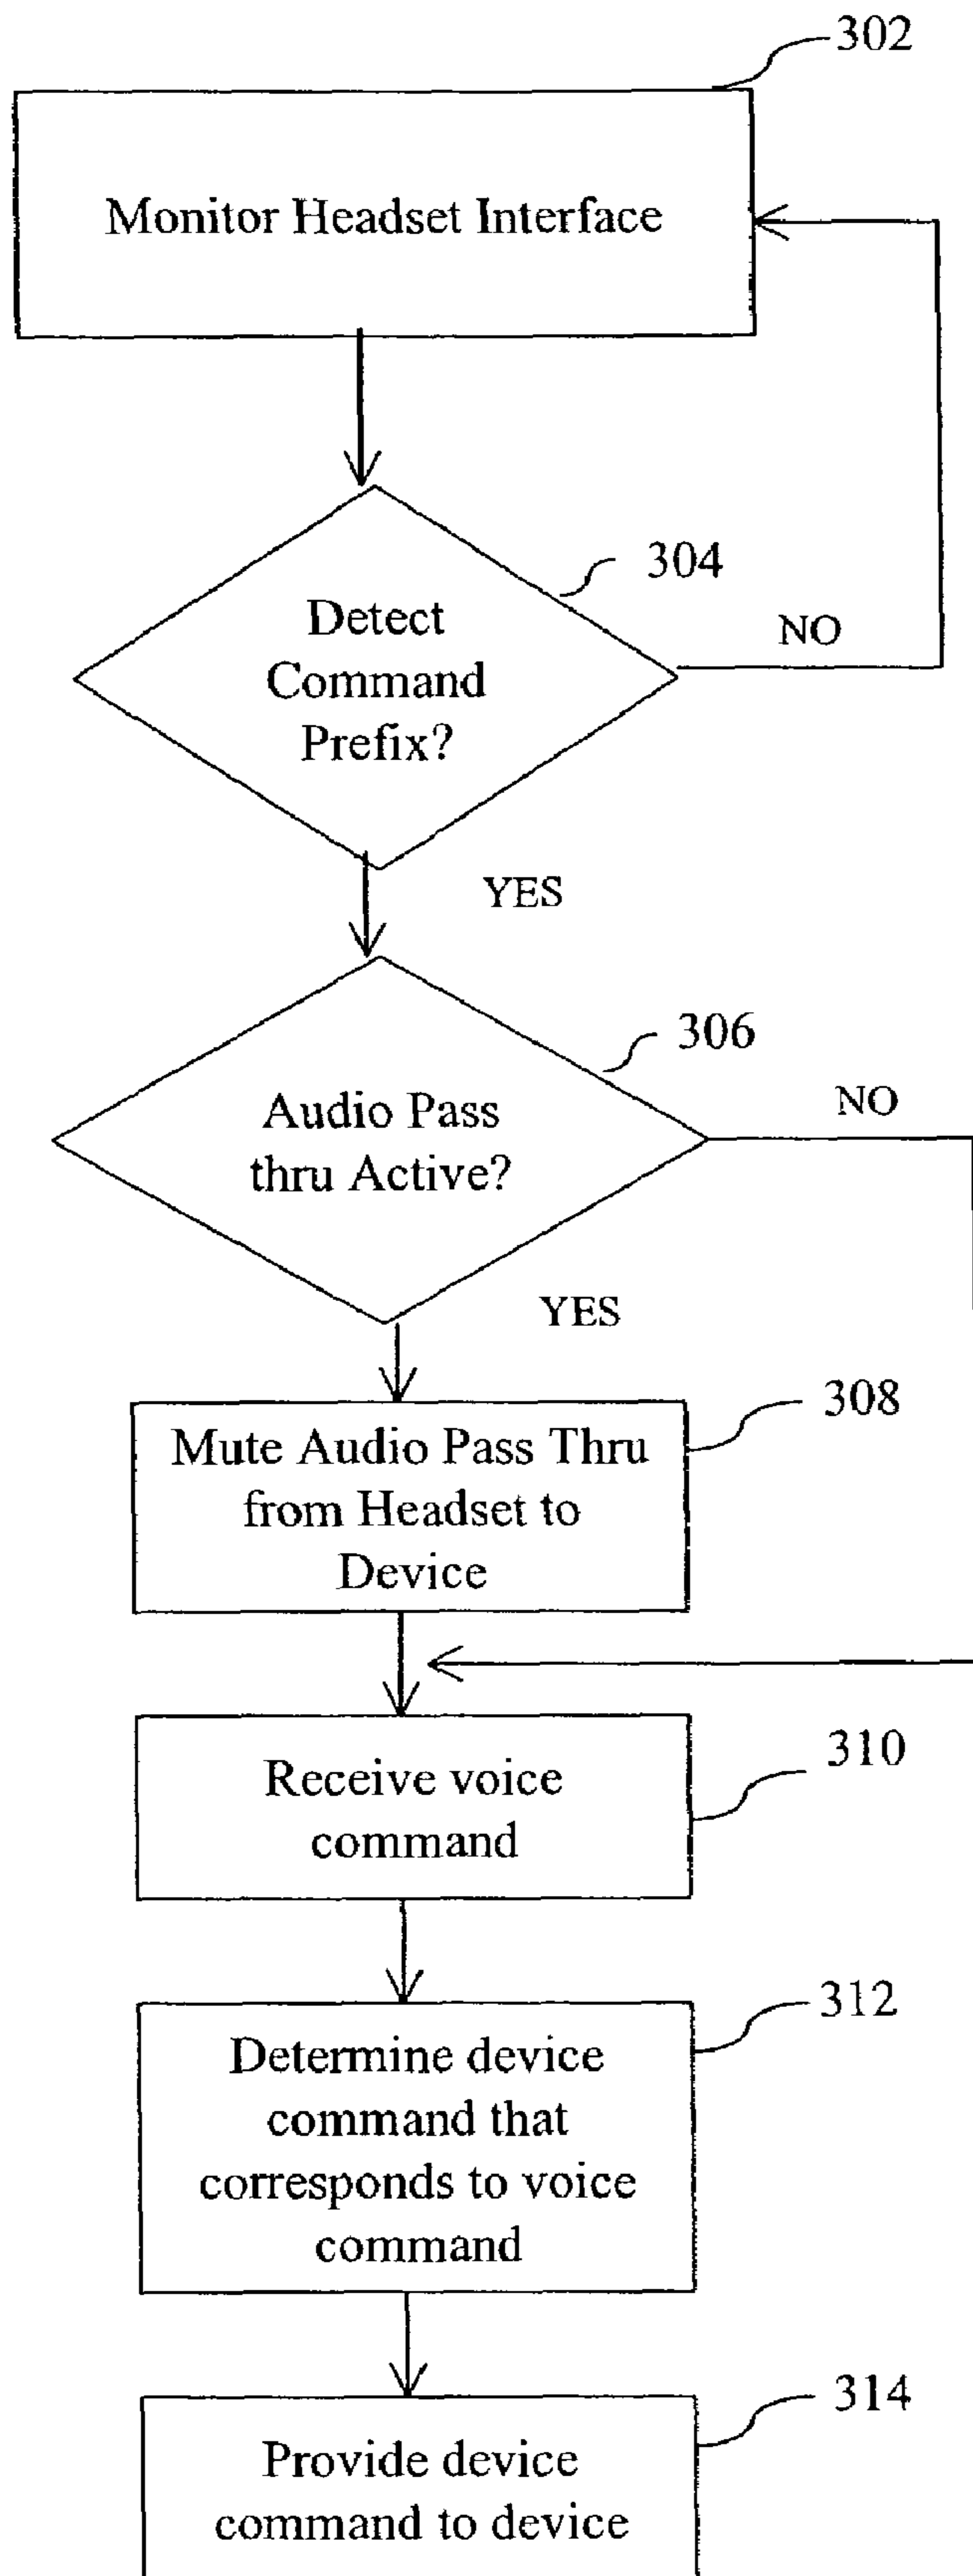 302
Monitor Headset Interface
304
Detect
Command
Prefix?
NO
YES
306
Audio Pass
thru Active?
NO
YES
308
Mute Audio Pass Thru
from Headset to
Device
310
Receive voice
command
312
Determine device
command that
corresponds to voice
command
314
Provide device
command to device